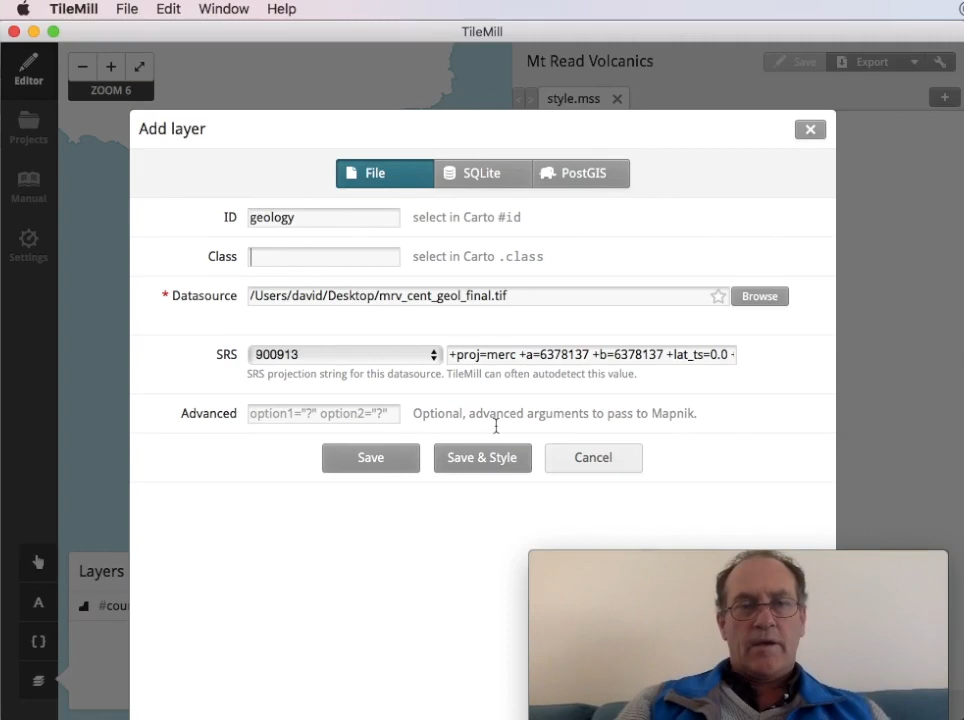 TileMill File Edit Window Help
TileMill
Editor
ZOOM 6
Mt Read Volcanics
Save
Export
style.mss
Projects
Manual
Settings
Add layer
File
SQLite
PostGIS
ID geology select in Carto #id
Class select in Carto .class
* Datasource /Users/david/Desktop/mrv_cent_geol_final.tif Browse
SRS 900913 +proj=merc +a=6378137 +b=6378137 +lat_ts=0.0
SRS projection string for this datasource. TileMill can often autodetect this value.
Advanced option1="?" option2="?" Optional, advanced arguments to pass to Mapnik.
Save
Save & Style
Cancel
Layers
#cou
A